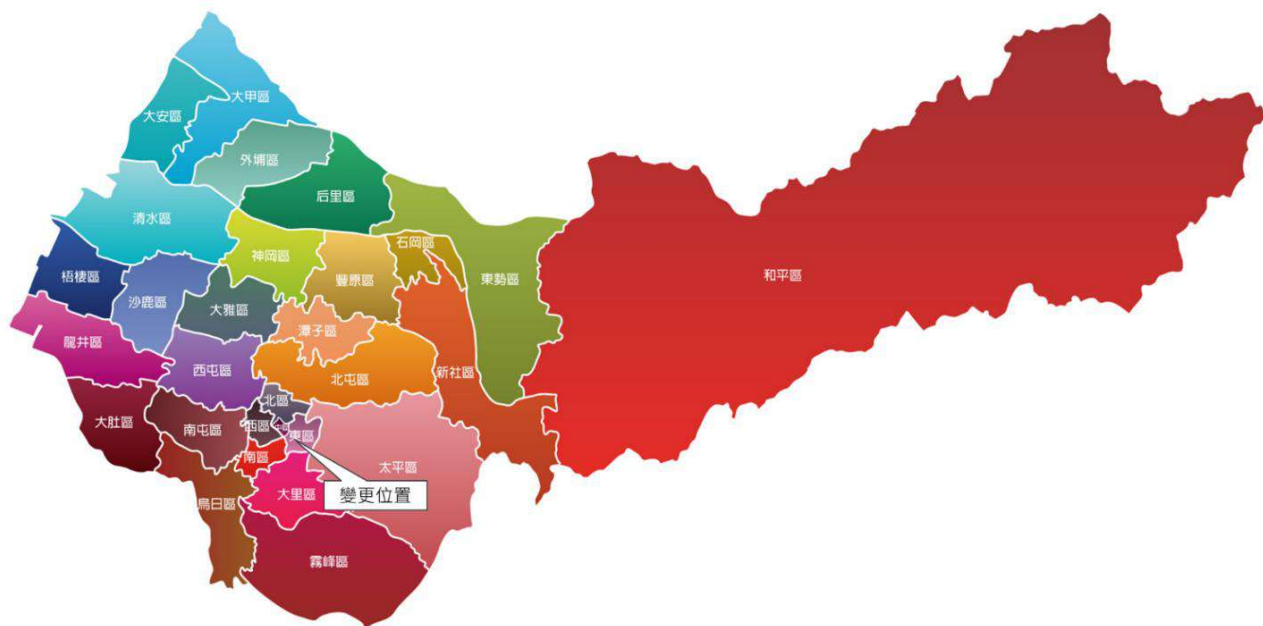 大甲區
大安區
外埔區
后里區
清水區
神岡區
石岡區
豐原區
東勢區
和平區
梧棲區
沙鹿區
大雅區
潭子區
龍井區
西屯區
北屯區
新社區
北區
大肚區
南屯區
西區
中區
東區
南區
太平區
大里區
變更位置
烏日區
霧峰區